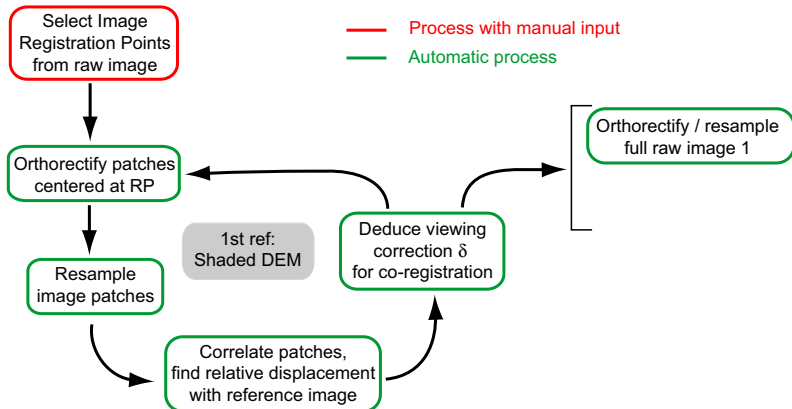 Select Image
Registration Points
from raw image
Process with manual input
Automatic process
Orthorectify / resample
full raw image 1
Orthorectify patches
centered at RP
1st ref:
Shaded DEM
Deduce viewing
correction δ
for co-registration
Resample
image patches
Correlate patches,
find relative displacement
with reference image